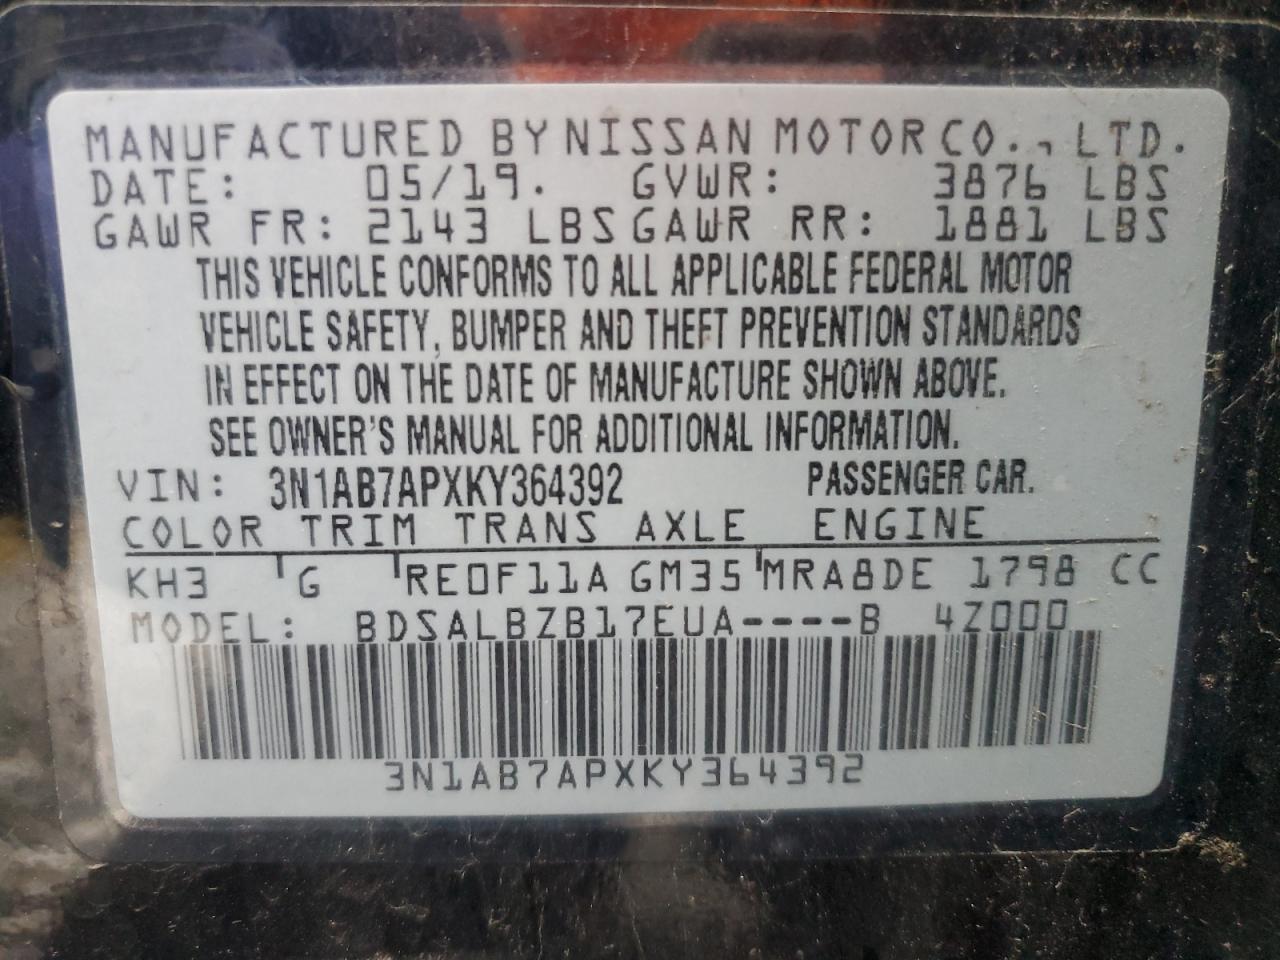 MANUFACTURED BY NISSAN MOTOR CO., LTD.
DATE: 05/19. GVWR: 3876 LBS
GAWR FR: 2143 LBS GAWR RR: 1881 LBS
THIS VEHICLE CONFORMS TO ALL APPLICABLE FEDERAL MOTOR
VEHICLE SAFETY, BUMPER AND THEFT PREVENTION STANDARDS
IN EFFECT ON THE DATE OF MANUFACTURE SHOWN ABOVE.
SEE OWNER'S MANUAL FOR ADDITIONAL INFORMATION.
VIN: 3N1AB7APXKY364392 PASSENGER CAR.
COLOR TRIM TRANS AXLE ENGINE
KH3 G RE0F11A GM35 MRA8DE 1798 CC
MODEL: BDSALBZB17EUA----B 4Z000
3N1AB7APXKY364392